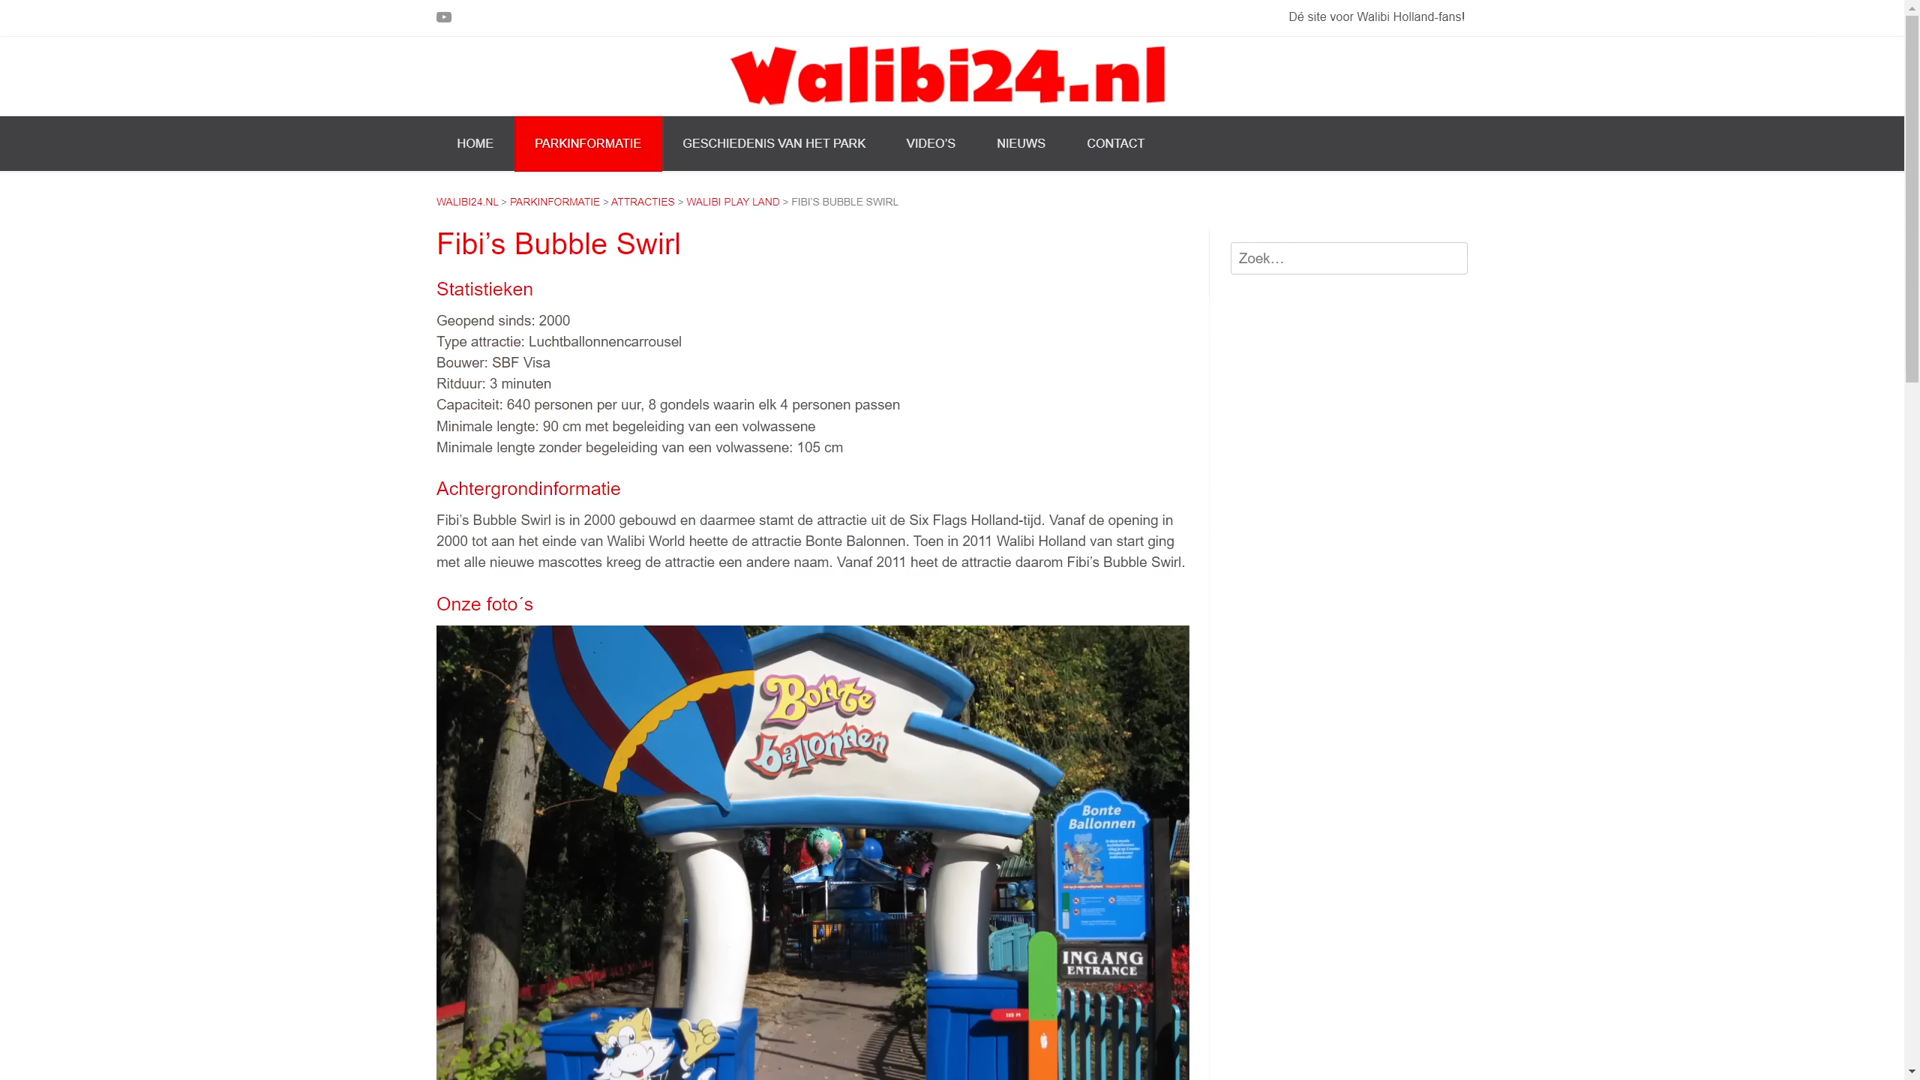 Dé site voor Walibi Holland-fans!
Walibi24.nl
HOME PARKINFORMATIE GESCHIEDENIS VAN HET PARK VIDEO'S NIEUWS CONTACT
WALIBI24.NL > PARKINFORMATIE > ATTRACTIES > WALIBI PLAY LAND > FIBI'S BUBBLE SWIRL
Fibi’s Bubble Swirl
Zoek…
Statistieken
Geopend sinds: 2000
Type attractie: Luchtballonnencarrousel
Bouwer: SBF Visa
Ritduur: 3 minuten
Capaciteit: 640 personen per uur, 8 gondels waarin elk 4 personen passen
Minimale lengte: 90 cm met begeleiding van een volwassene
Minimale lengte zonder begeleiding van een volwassene: 105 cm
Achtergrondinformatie
Fibi’s Bubble Swirl is in 2000 gebouwd en daarmee stamt de attractie uit de Six Flags Holland-tijd. Vanaf de opening in
2000 tot aan het einde van Walibi World heette de attractie Bonte Balonnen. Toen in 2011 Walibi Holland van start ging
met alle nieuwe mascottes kreeg de attractie een andere naam. Vanaf 2011 heet de attractie daarom Fibi’s Bubble Swirl.
Onze foto´s
Bonte
ballonnen
Bonte
Ballonnen
INGANG
ENTRANCE